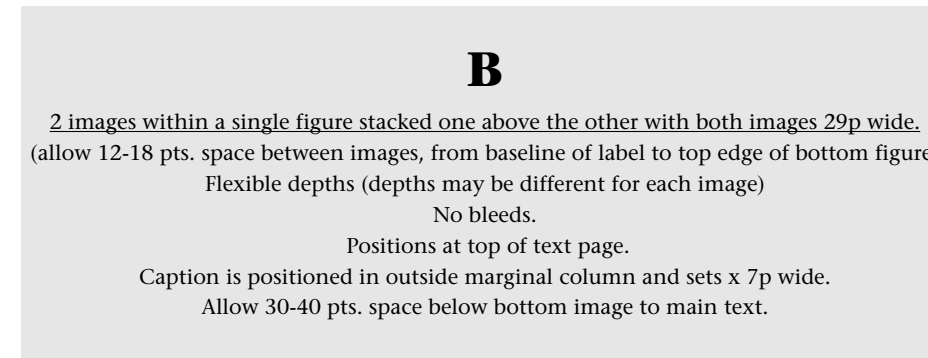 B
2 images within a single figure stacked one above the other with both images 29p wide.
(allow 12-18 pts. space between images, from baseline of label to top edge of bottom figure
Flexible depths (depths may be different for each image)
No bleeds.
Positions at top of text page.
Caption is positioned in outside marginal column and sets x 7p wide.
Allow 30-40 pts. space below bottom image to main text.